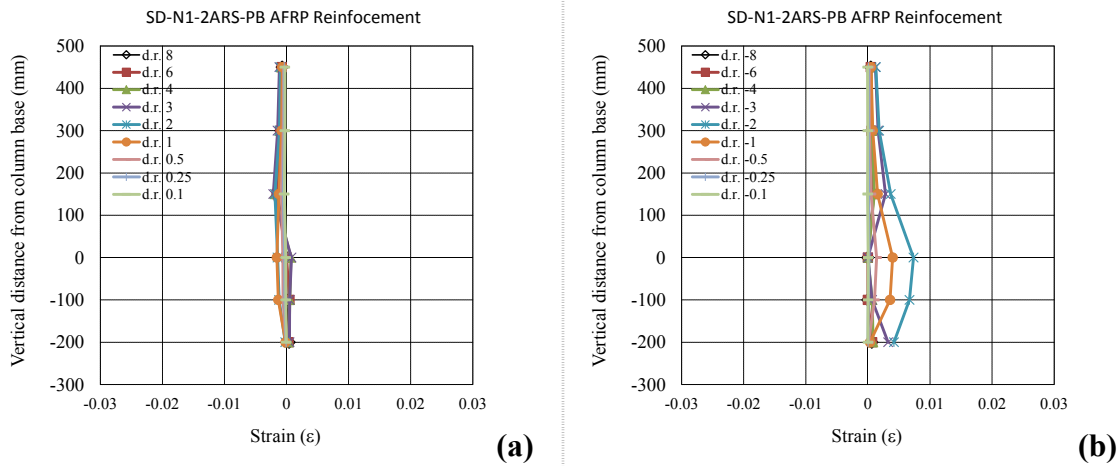 SD-N1-2ARS-PB AFRP Reinfocement
Vertical distance from column base (mm)
500
400
300
200
100
0
-100
-200
-300
d.r. 8
d.r. 6
d.r. 4
d.r. 3
d.r. 2
d.r. 1
d.r. 0.5
d.r. 0.25
d.r. 0.1
-0.03 -0.02 -0.01 0 0.01 0.02 0.03
Strain (ε)
(a)
SD-N1-2ARS-PB AFRP Reinfocement
Vertical distance from column base (mm)
500
400
300
200
100
0
-100
-200
-300
d.r. -8
d.r. -6
d.r. -4
d.r. -3
d.r. -2
d.r. -1
d.r. -0.5
d.r. -0.25
d.r. -0.1
-0.03 -0.02 -0.01 0 0.01 0.02 0.03
Strain (ε)
(b)